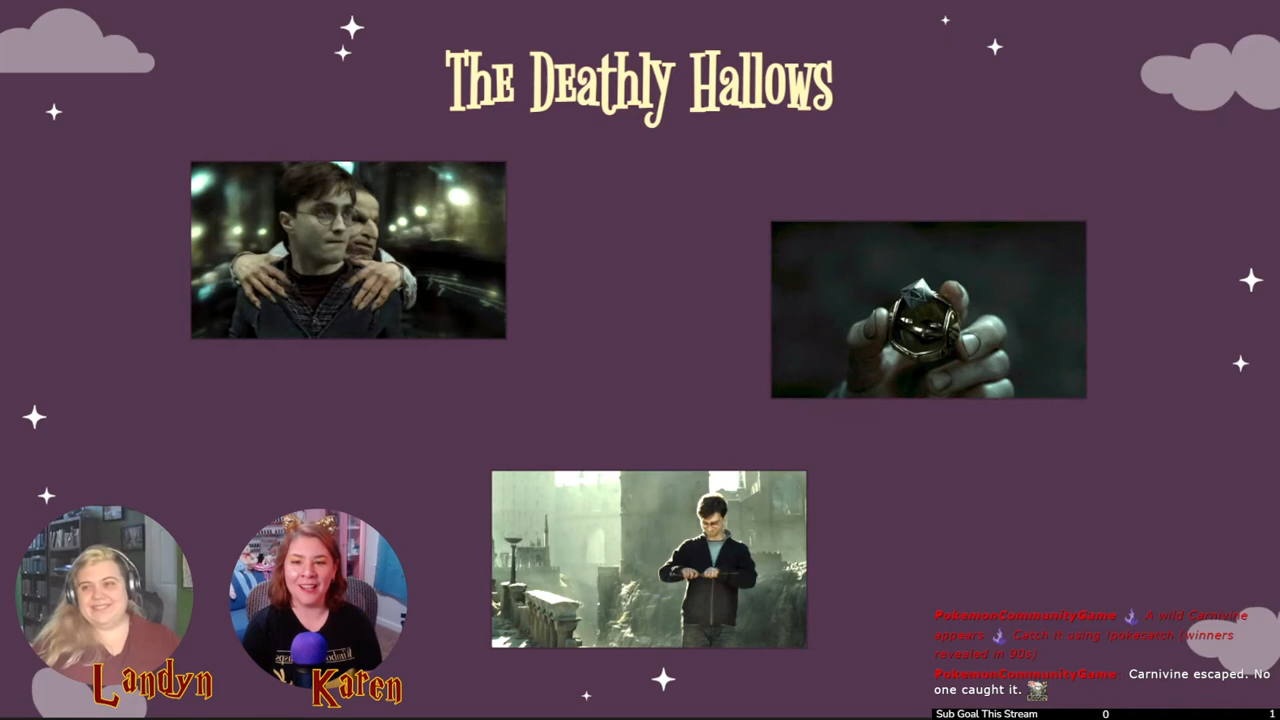 The Deathly Hallows
Landyn
Karen
PokemonCommunityGame A wild Carnivine
appears Catch it using !pokecatch (winners
revealed in 90s)
PokemonCommunityGame: Carnivine escaped. No
one caught it.
Sub Goal This Stream 0 1